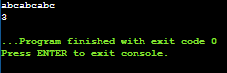 abcabcabc
3
...Program finished with exit code 0
Press ENTER to exit console.